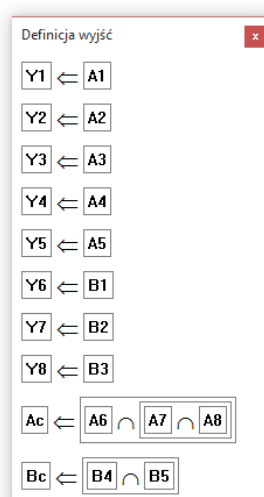 Definicja wyjść x
Y1 ⇐ A1
Y2 ⇐ A2
Y3 ⇐ A3
Y4 ⇐ A4
Y5 ⇐ A5
Y6 ⇐ B1
Y7 ⇐ B2
Y8 ⇐ B3
Ac ⇐ A6 ∩ A7 ∩ A8
Bc ⇐ B4 ∩ B5